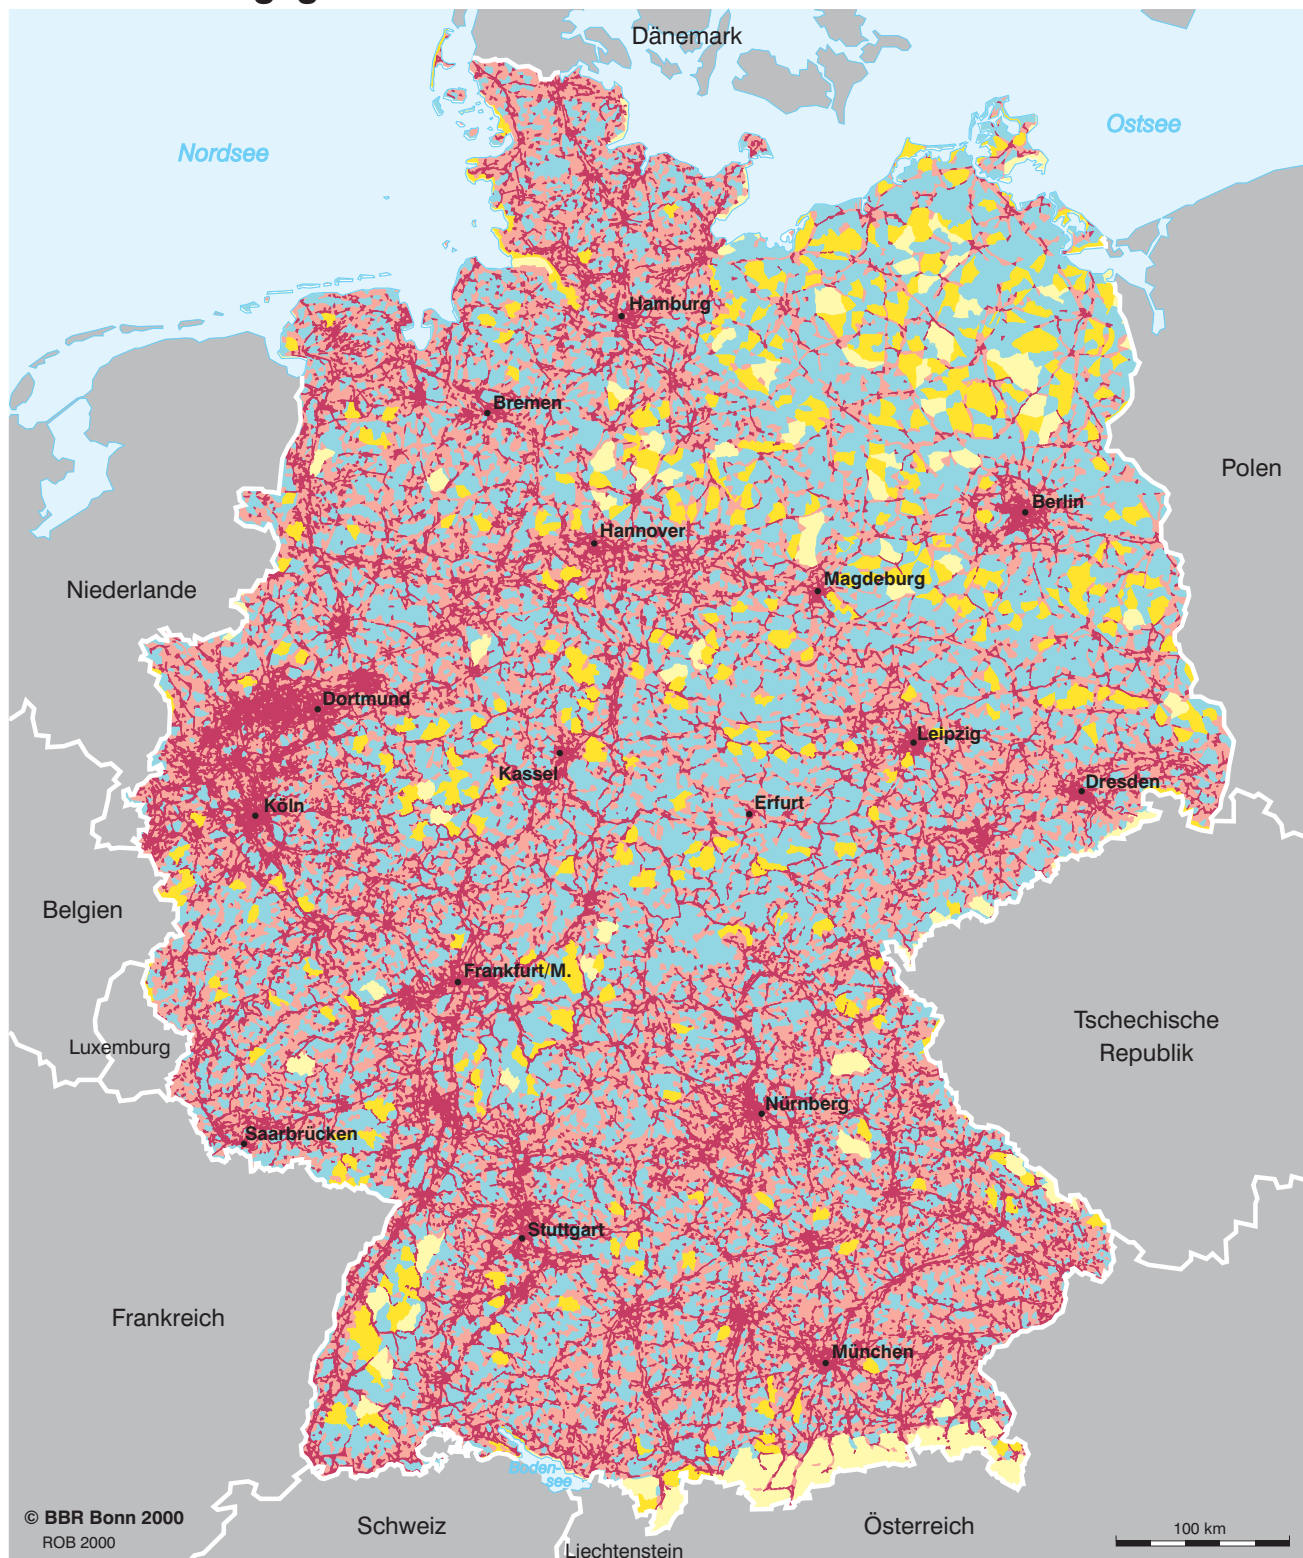 Dänemark
Nordsee
Ostsee
Hamburg
Bremen
Polen
Berlin
Hannover
Niederlande
Magdeburg
Dortmund
Leipzig
Kassel
Dresden
Köln
Erfurt
Belgien
Frankfurt/M.
Tschechische
Republik
Luxemburg
Nürnberg
Saarbrücken
Stuttgart
Frankreich
München
Boden-
see
© BBR Bonn 2000
ROB 2000
Schweiz
Österreich
100 km
Liechtenstein